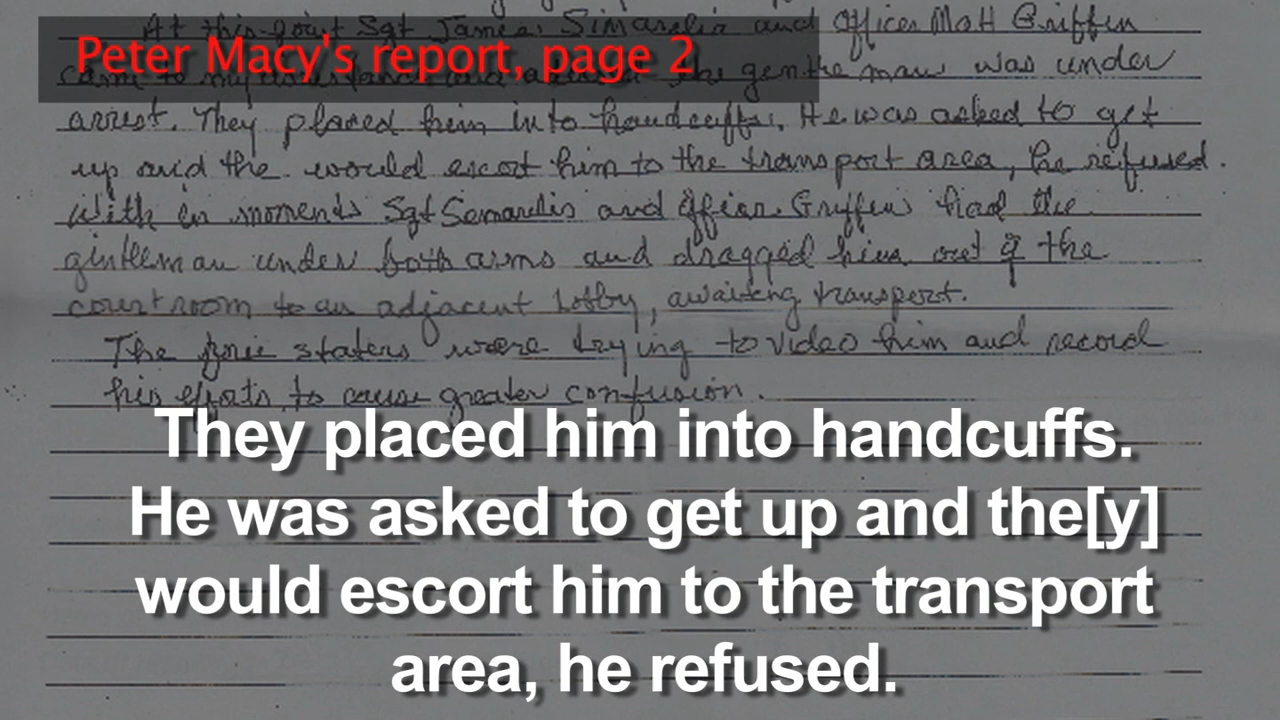 At this point Sgt James Simarelis and Officer Matt Griffin
Peter Macy's report, page 2
the gentleman was under
arrest. They placed him into handcuffs. He was asked to get
up and the would escort him to the transport area, he refused.
With in moments Sgt Semarelis and Officer Griffin had the
gentleman under both arms and dragged him out of the
courtroom to an adjacent lobby, awaiting transport.
The free staters were trying to video him and record
his efforts to cause greater confusion.
They placed him into handcuffs.
He was asked to get up and the[y]
would escort him to the transport
area, he refused.